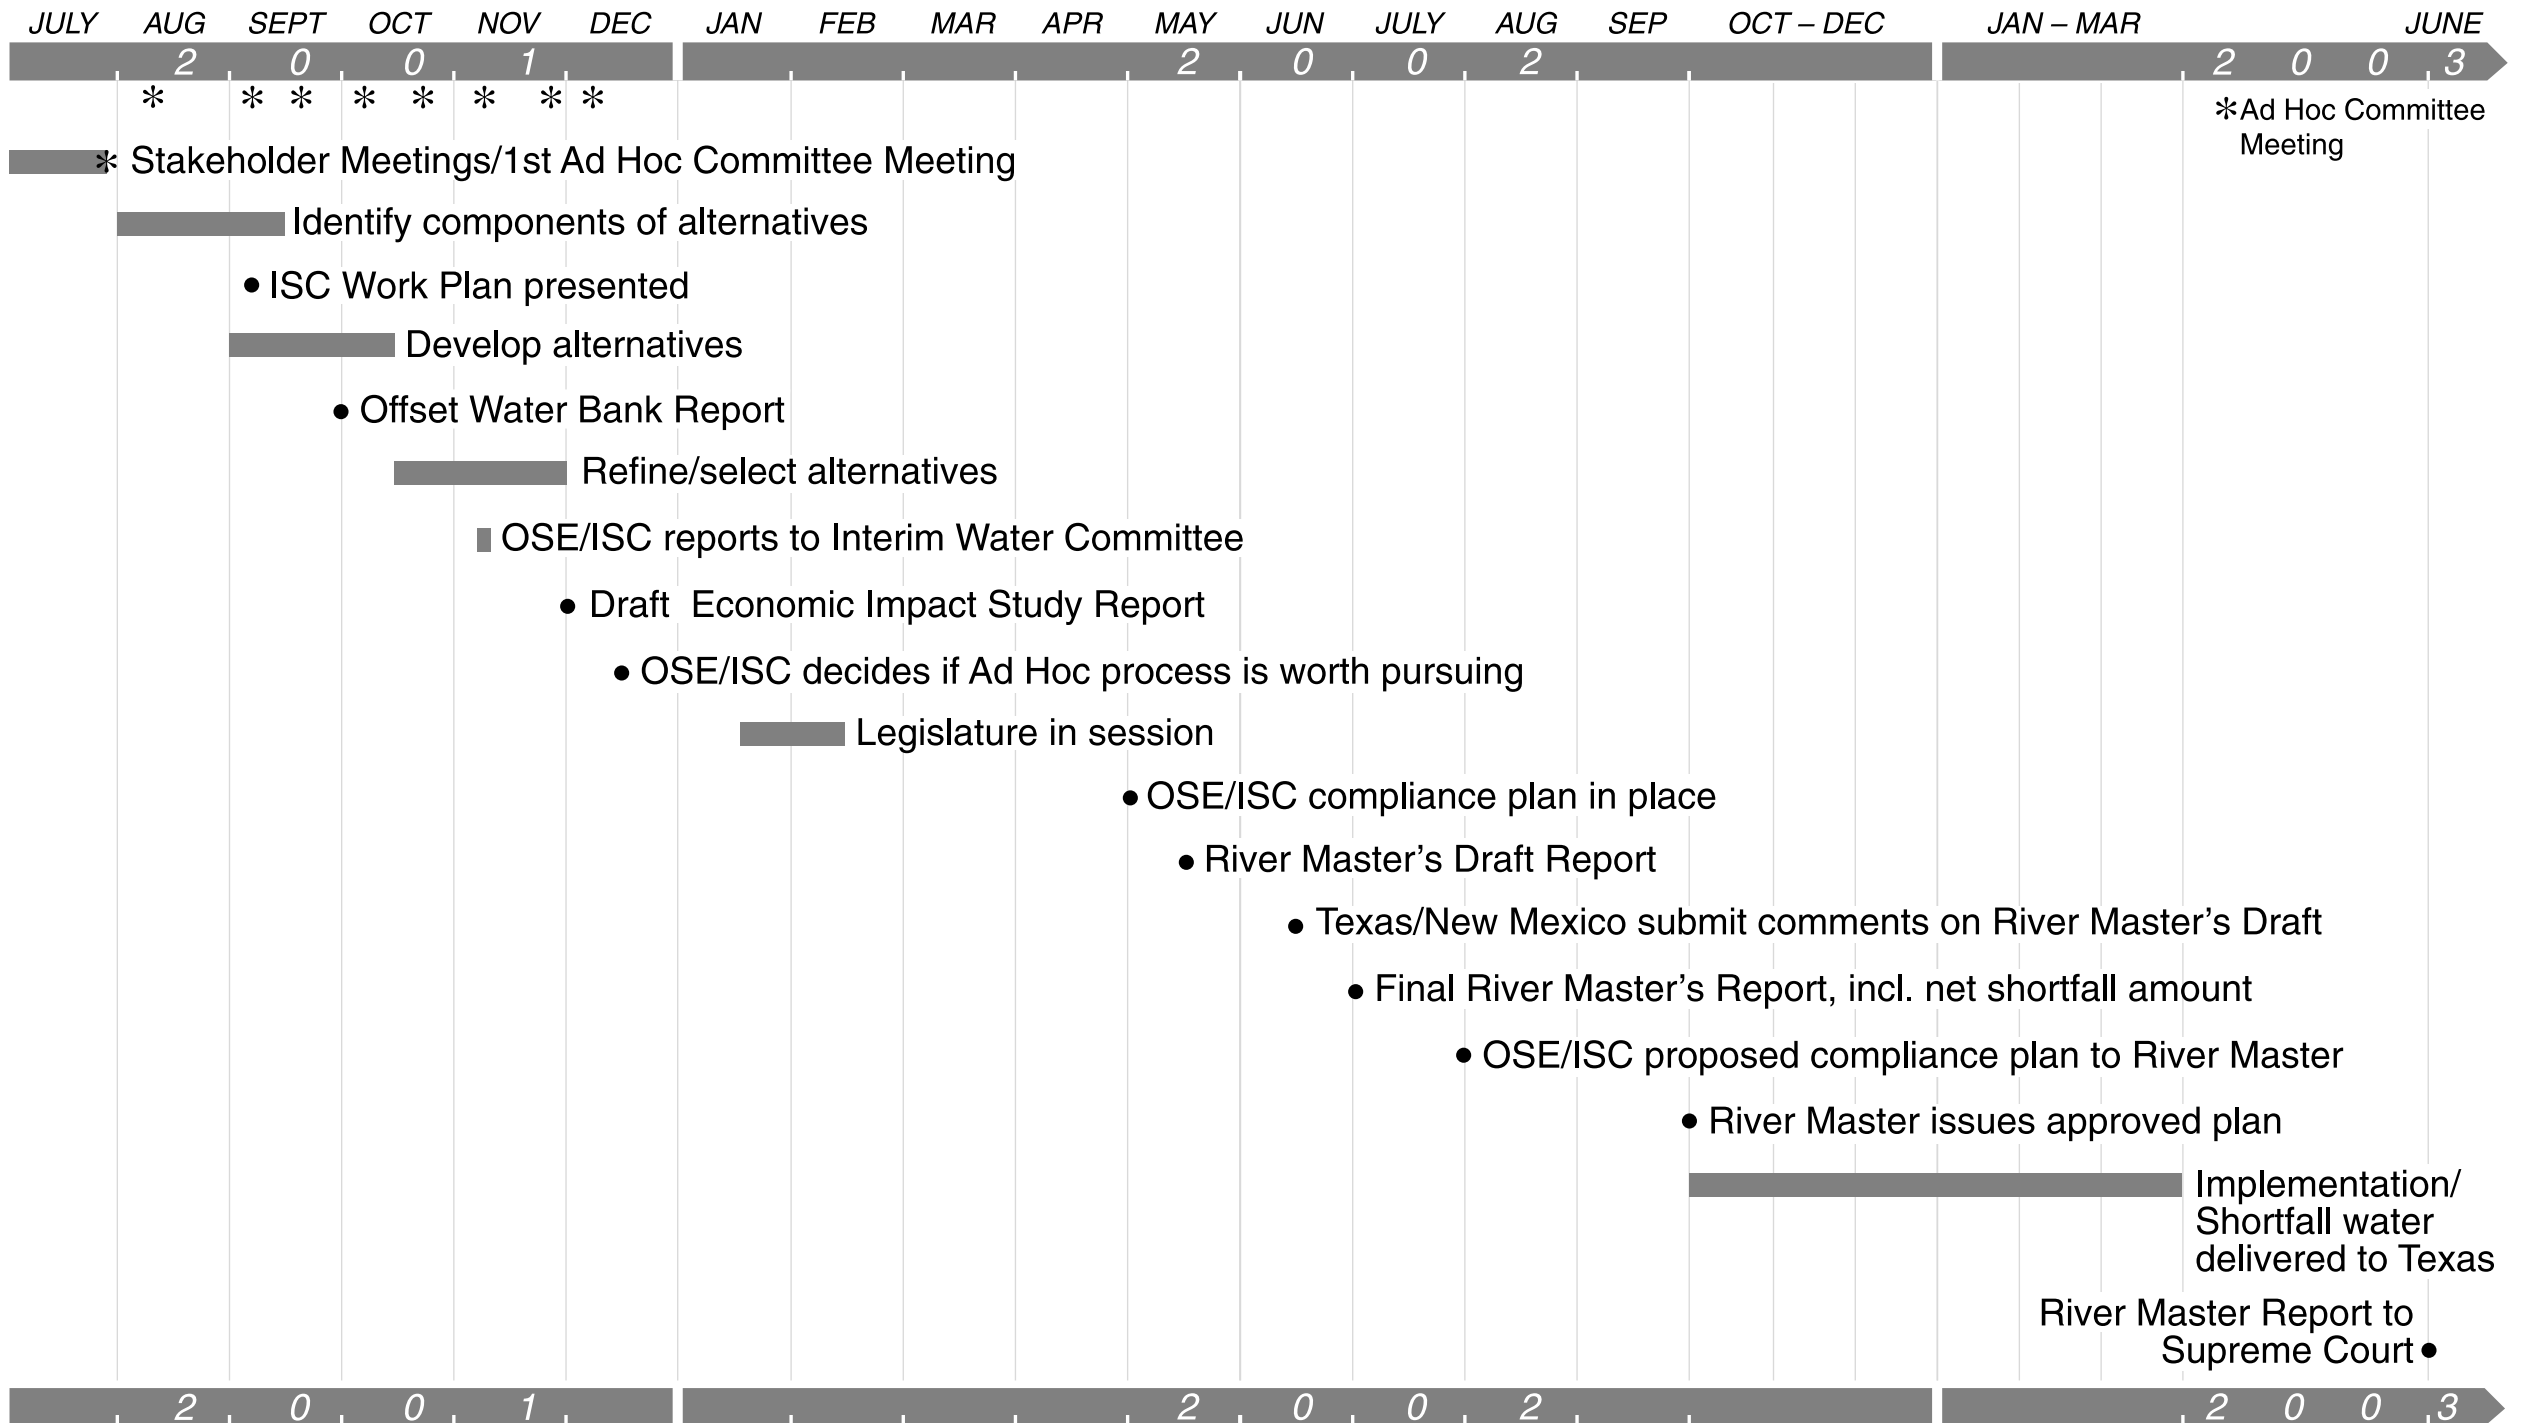 JULY AUG SEPT OCT NOV DEC JAN FEB MAR APR MAY JUN JULY AUG SEP OCT – DEC JAN – MAR JUNE
2 0 0 1 2 0 0 2 2 0 0 3
* * * * * * * *
*Ad Hoc Committee
Meeting
* Stakeholder Meetings/1st Ad Hoc Committee Meeting
Identify components of alternatives
• ISC Work Plan presented
Develop alternatives
• Offset Water Bank Report
Refine/select alternatives
OSE/ISC reports to Interim Water Committee
• Draft Economic Impact Study Report
• OSE/ISC decides if Ad Hoc process is worth pursuing
Legislature in session
• OSE/ISC compliance plan in place
• River Master’s Draft Report
• Texas/New Mexico submit comments on River Master’s Draft
• Final River Master’s Report, incl. net shortfall amount
• OSE/ISC proposed compliance plan to River Master
• River Master issues approved plan
Implementation/
Shortfall water
delivered to Texas
River Master Report to
Supreme Court •
2 0 0 1 2 0 0 2 2 0 0 3